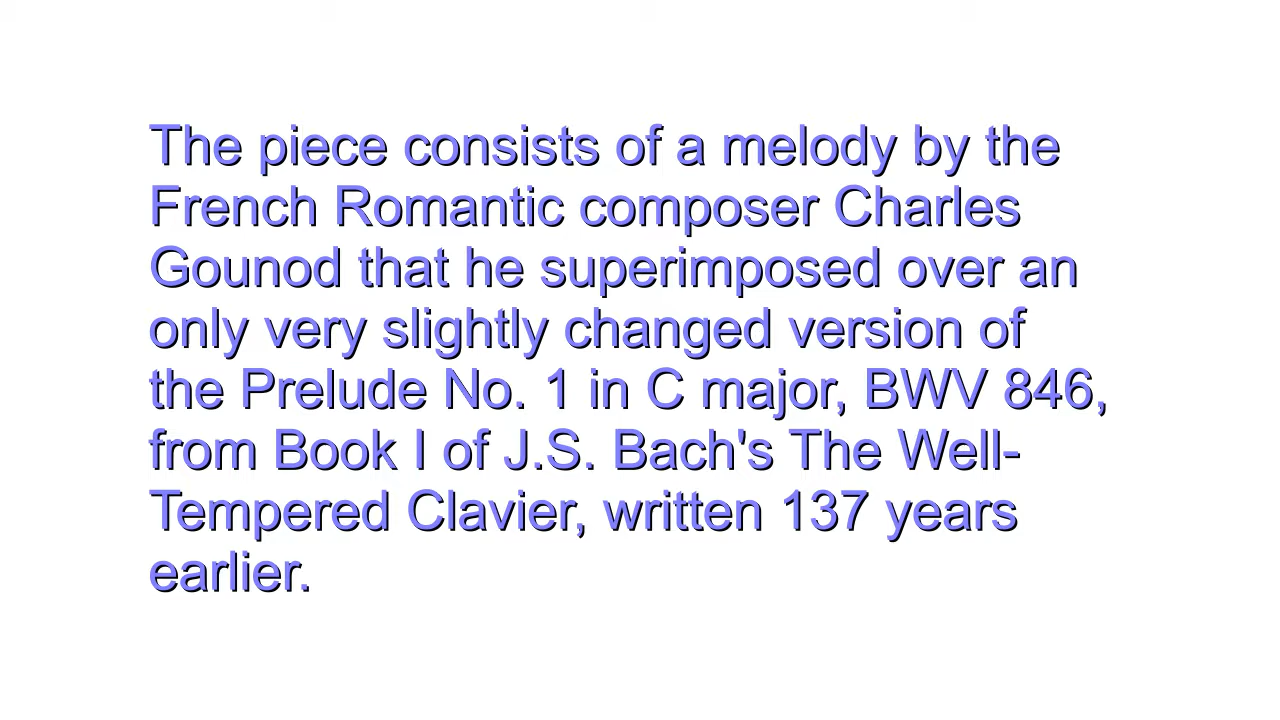 The piece consists of a melody by the
French Romantic composer Charles
Gounod that he superimposed over an
only very slightly changed version of
the Prelude No. 1 in C major, BWV 846,
from Book I of J.S. Bach's The Well-
Tempered Clavier, written 137 years
earlier.